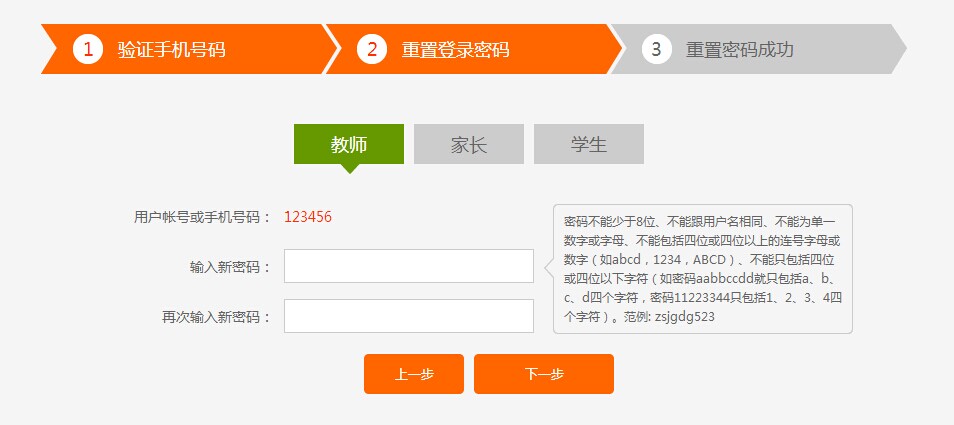 1 验证手机号码 2 重置登录密码 3 重置密码成功
教师 家长 学生
用户帐号或手机号码： 123456
输入新密码：
再次输入新密码：
密码不能少于8位、不能跟用户名相同、不能为单一
数字或字母、不能包括四位或四位以上的连号字母或
数字（如abcd，1234，ABCD）、不能只包括四位
或四位以下字符（如密码aabbccdd就只包括a、b、
c、d四个字符，密码11223344只包括1、2、3、4四
个字符）。范例: zsjgdg523
上一步 下一步